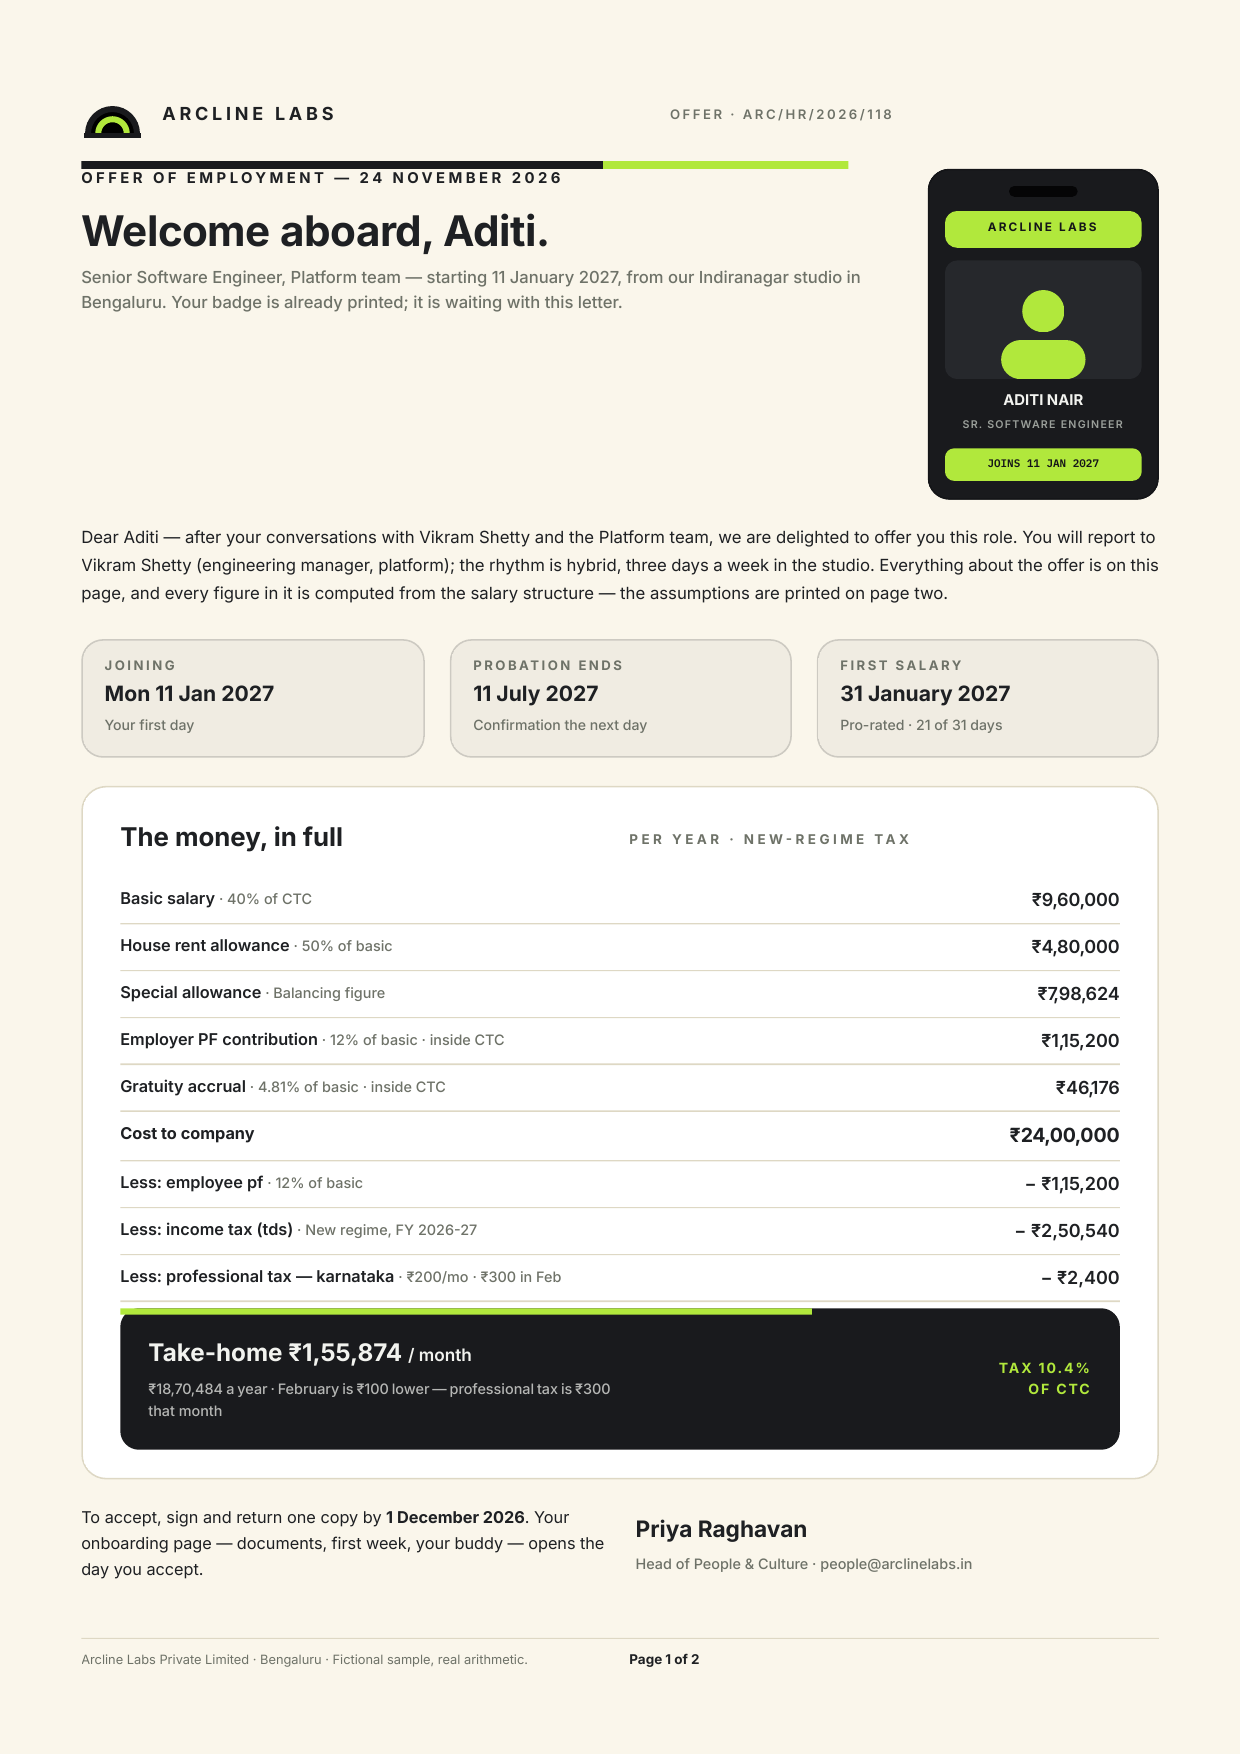 ARCLINE LABS
OFFER · ARC/HR/2026/118
OFFER OF EMPLOYMENT — 24 NOVEMBER 2026
Welcome aboard, Aditi.
Senior Software Engineer, Platform team — starting 11 January 2027, from our Indiranagar studio in
Bengaluru. Your badge is already printed; it is waiting with this letter.
ARCLINE LABS
ADITI NAIR
SR. SOFTWARE ENGINEER
JOINS 11 JAN 2027
Dear Aditi — after your conversations with Vikram Shetty and the Platform team, we are delighted to offer you this role. You will report to
Vikram Shetty (engineering manager, platform); the rhythm is hybrid, three days a week in the studio. Everything about the offer is on this
page, and every figure in it is computed from the salary structure — the assumptions are printed on page two.
JOINING
Mon 11 Jan 2027
Your first day
PROBATION ENDS
11 July 2027
Confirmation the next day
FIRST SALARY
31 January 2027
Pro-rated · 21 of 31 days
The money, in full
PER YEAR · NEW-REGIME TAX
Basic salary · 40% of CTC ₹9,60,000
House rent allowance · 50% of basic ₹4,80,000
Special allowance · Balancing figure ₹7,98,624
Employer PF contribution · 12% of basic · inside CTC ₹1,15,200
Gratuity accrual · 4.81% of basic · inside CTC ₹46,176
Cost to company ₹24,00,000
Less: employee pf · 12% of basic – ₹1,15,200
Less: income tax (tds) · New regime, FY 2026-27 – ₹2,50,540
Less: professional tax — karnataka · ₹200/mo · ₹300 in Feb – ₹2,400
Take-home ₹1,55,874 / month
₹18,70,484 a year · February is ₹100 lower — professional tax is ₹300
that month
TAX 10.4%
OF CTC
To accept, sign and return one copy by 1 December 2026. Your
onboarding page — documents, first week, your buddy — opens the
day you accept.
Priya Raghavan
Head of People & Culture · people@arclinelabs.in
Arcline Labs Private Limited · Bengaluru · Fictional sample, real arithmetic.
Page 1 of 2